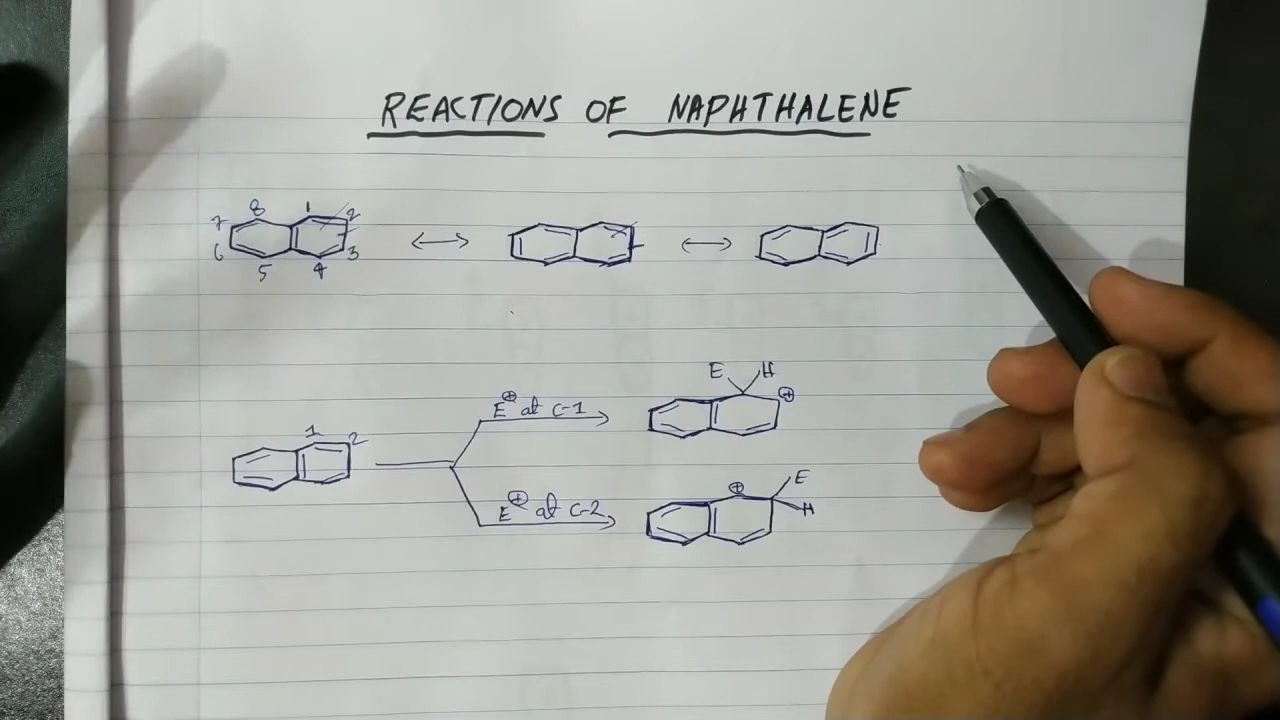 REACTIONS OF NAPHTHALENE
8 1
7 2
6 3
5 4
E H
1 E⊕ at C-1 ⊕
2
⊕ E
E⊕ at C-2 H